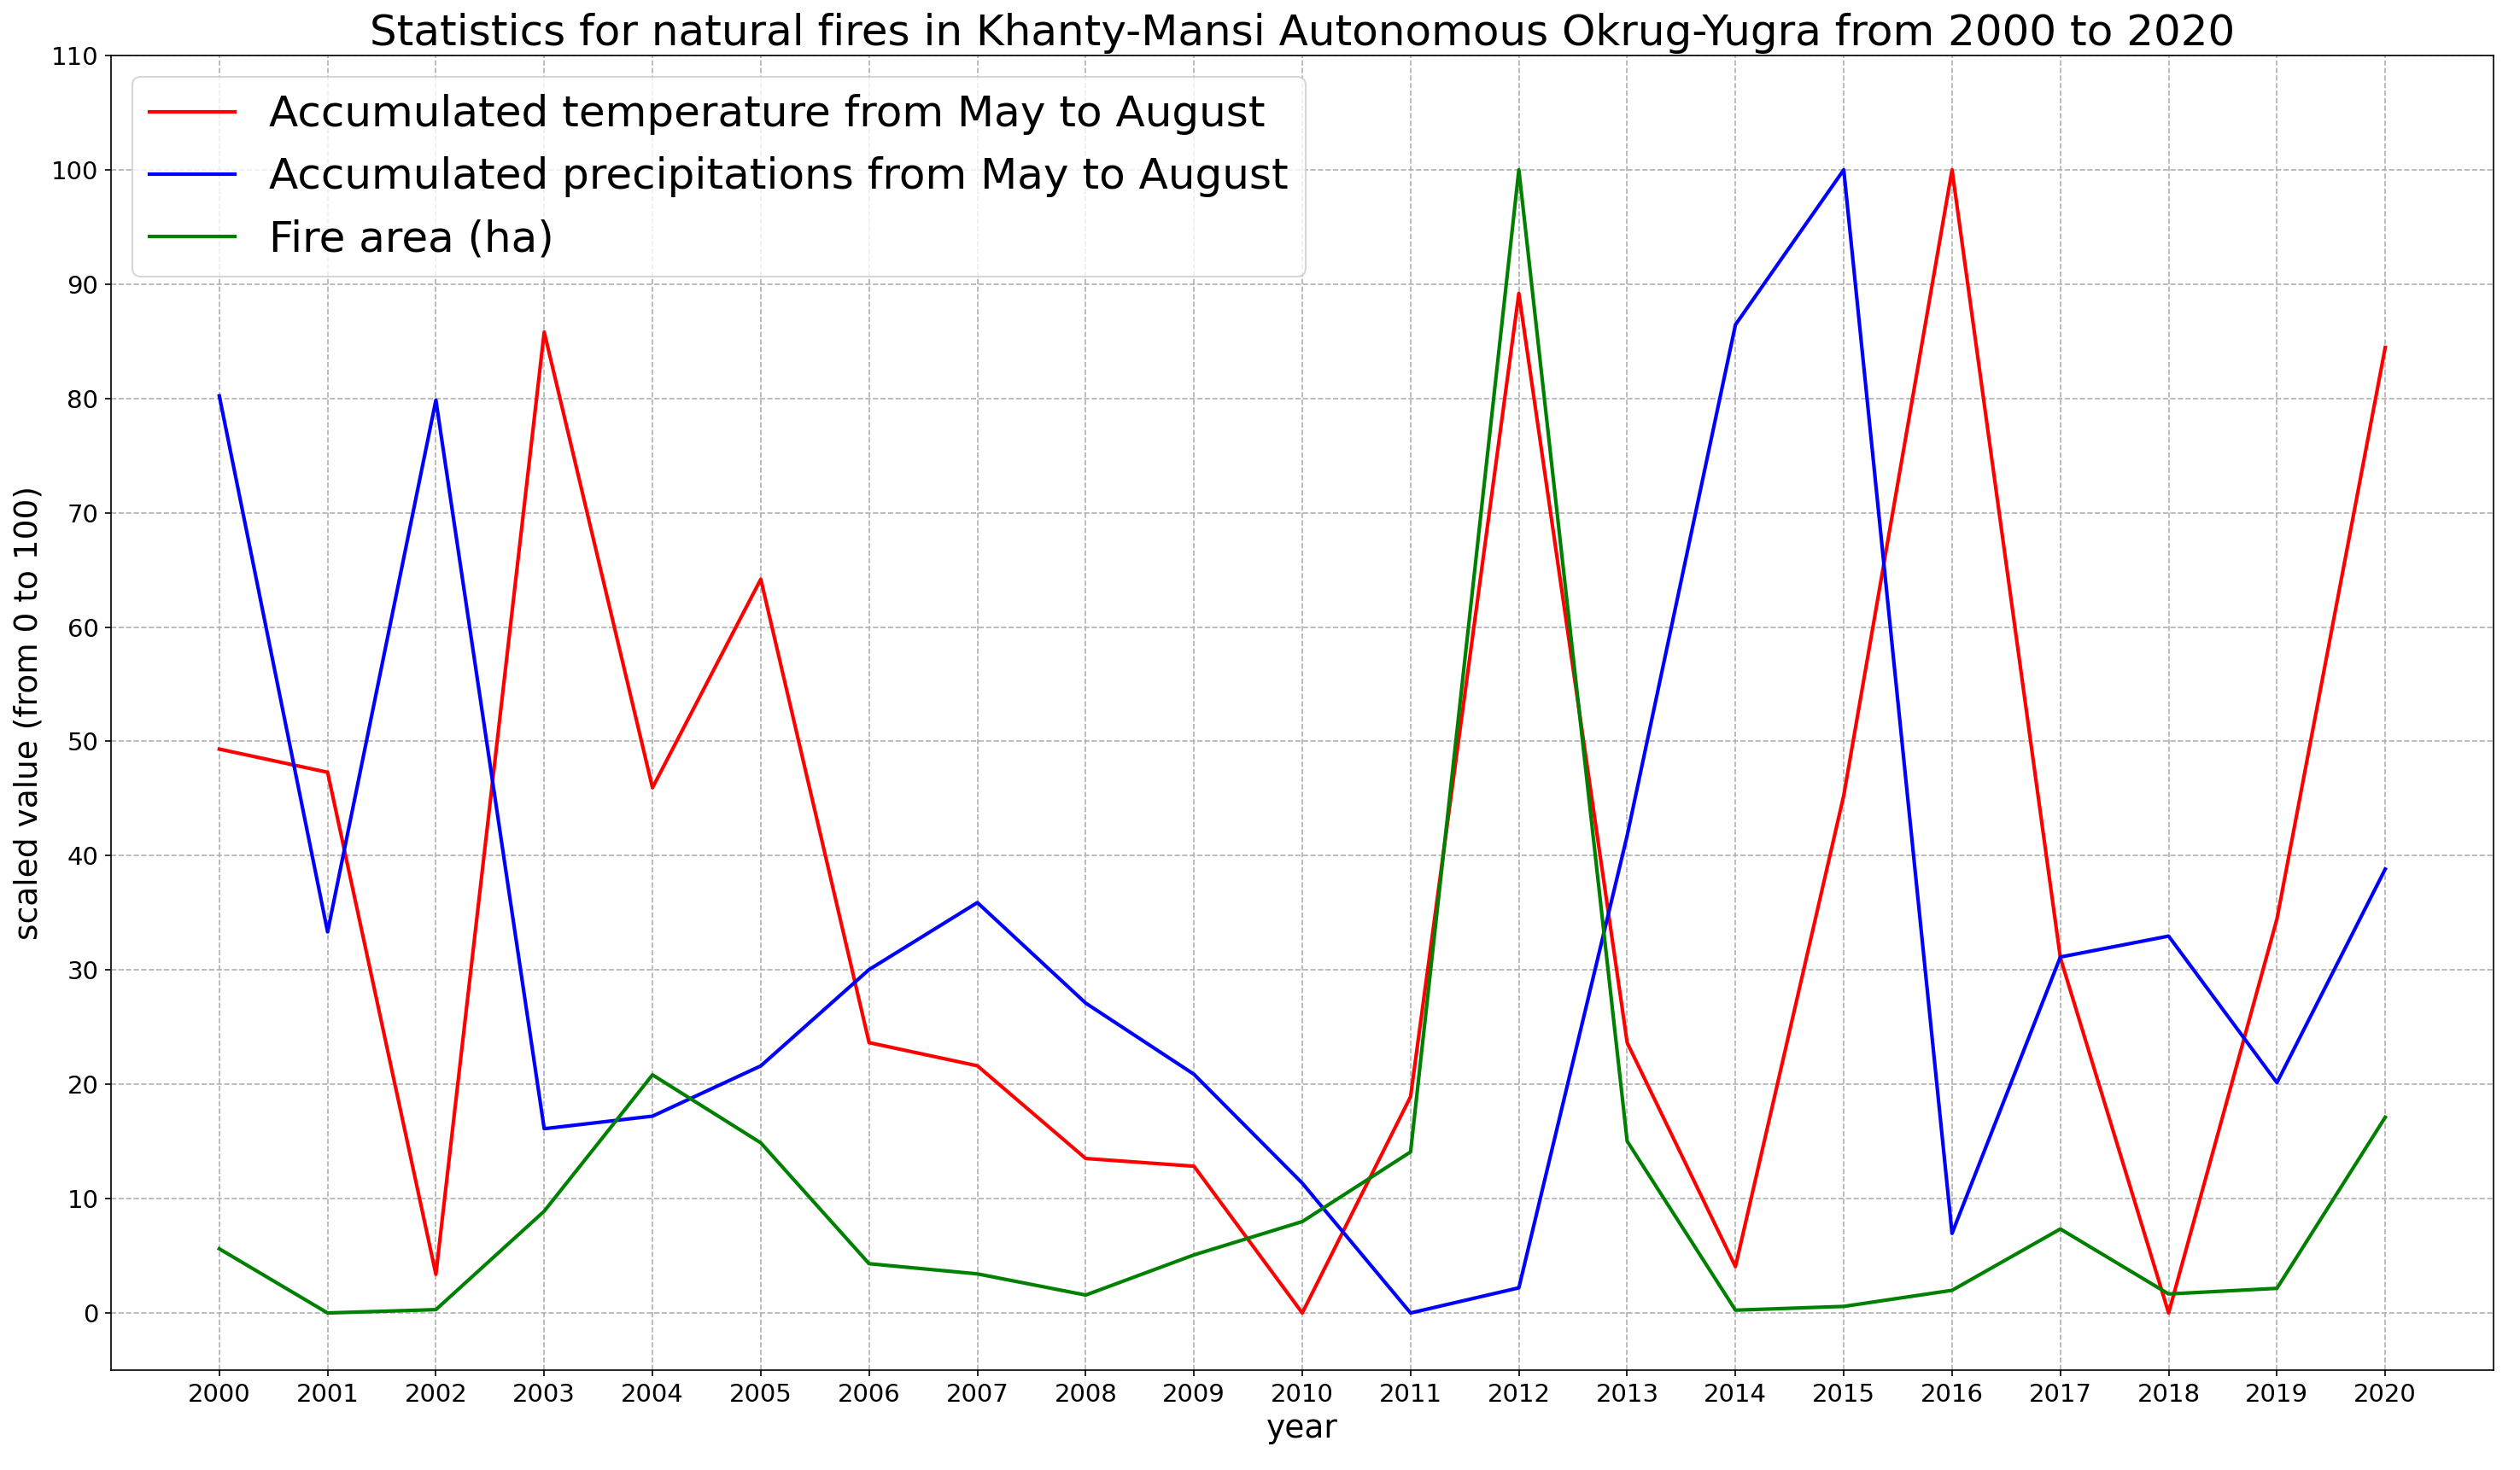 Statistics for natural fires in Khanty-Mansi Autonomous Okrug-Yugra from 2000 to 2020
Accumulated temperature from May to August
Accumulated precipitations from May to August
Fire area (ha)
scaled value (from 0 to 100)
110
100
90
80
70
60
50
40
30
20
10
0
2000 2001 2002 2003 2004 2005 2006 2007 2008 2009 2010 2011 2012 2013 2014 2015 2016 2017 2018 2019 2020
year